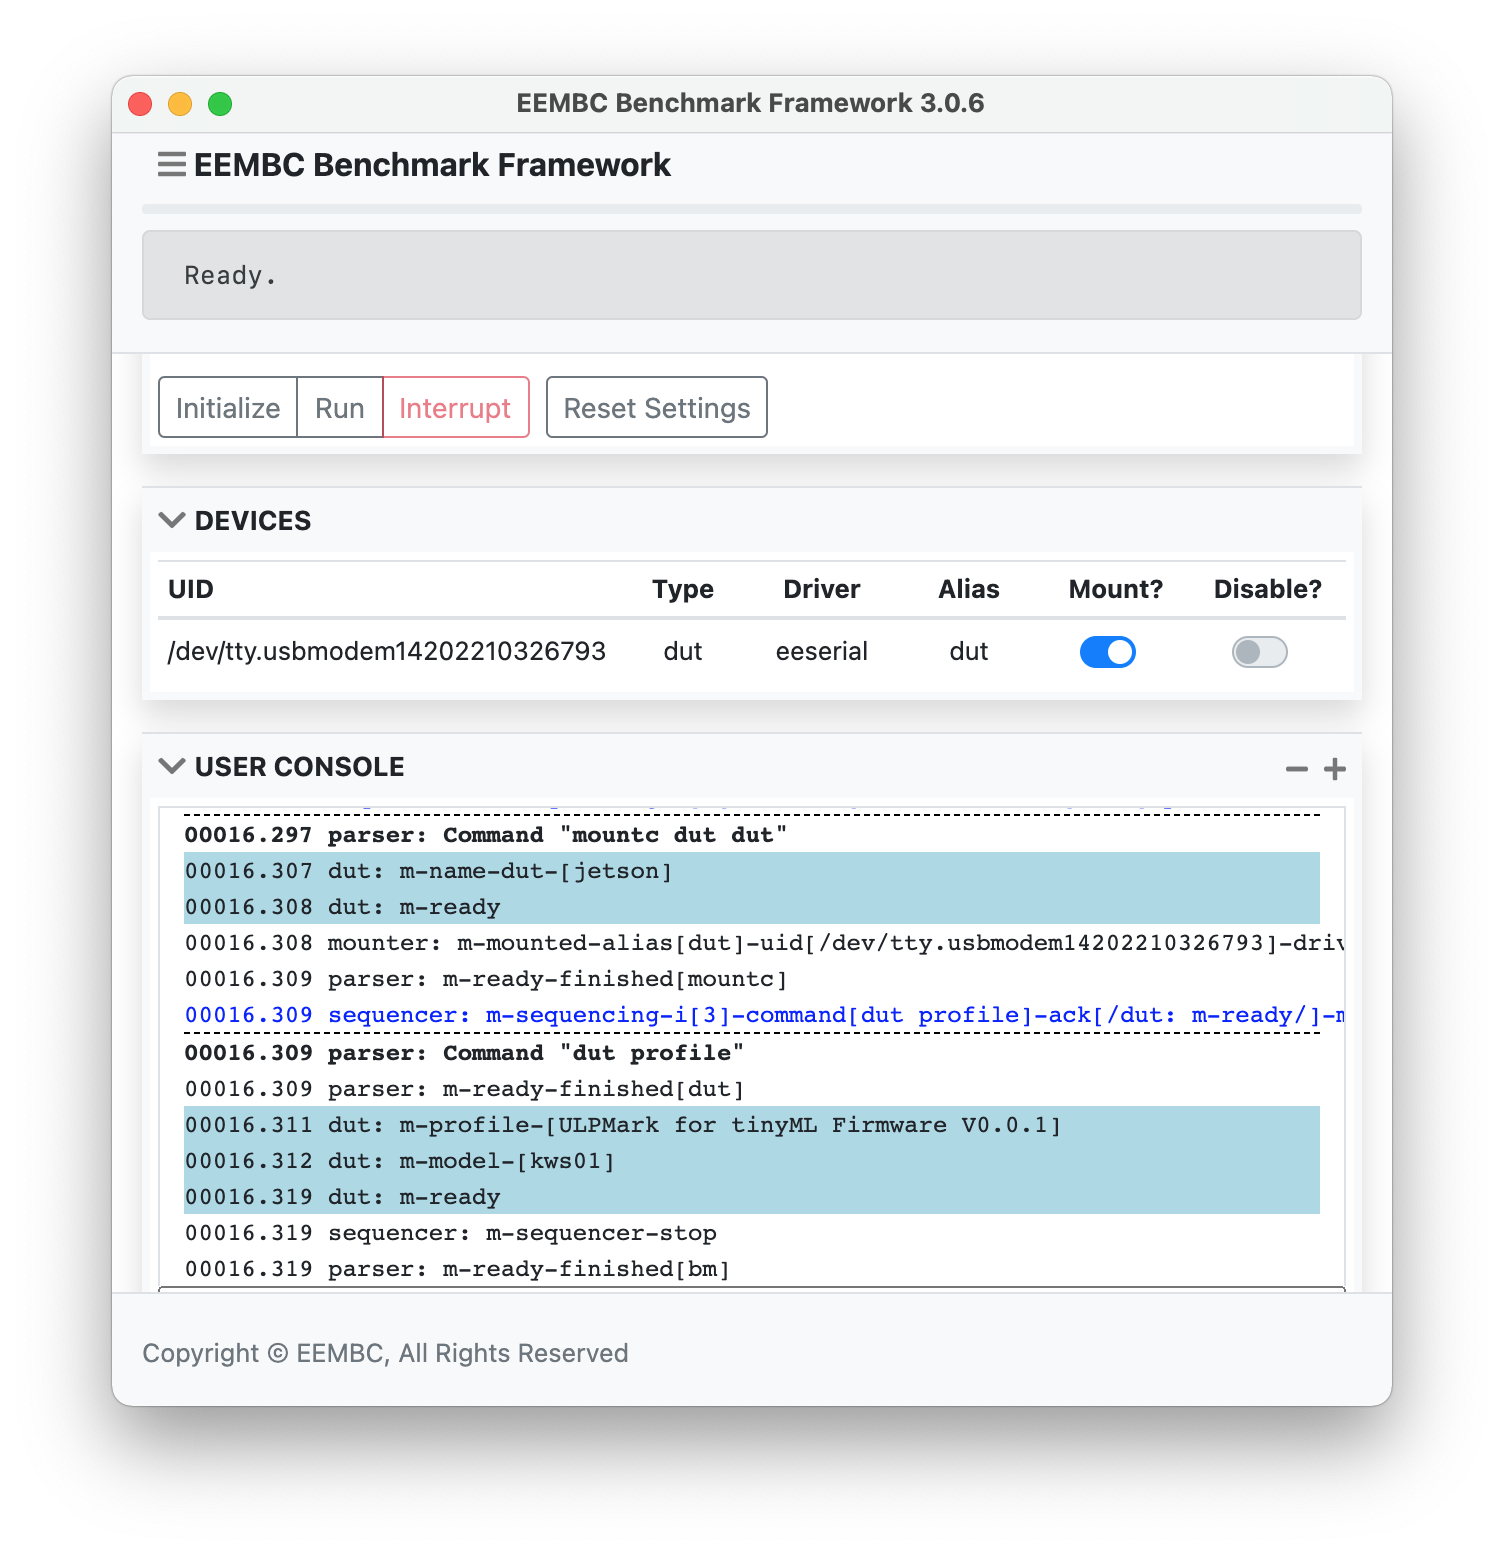 EEMBC Benchmark Framework 3.0.6
EEMBC Benchmark Framework
Ready.
Initialize Run Interrupt Reset Settings
DEVICES
UID Type Driver Alias Mount? Disable?
/dev/tty.usbmodem14202210326793 dut eeserial dut
USER CONSOLE
00016.297 parser: Command "mountc dut dut"
00016.307 dut: m-name-dut-[jetson]
00016.308 dut: m-ready
00016.308 mounter: m-mounted-alias[dut]-uid[/dev/tty.usbmodem14202210326793]-driv
00016.309 parser: m-ready-finished[mountc]
00016.309 sequencer: m-sequencing-i[3]-command[dut profile]-ack[/dut: m-ready/]-m
00016.309 parser: Command "dut profile"
00016.309 parser: m-ready-finished[dut]
00016.311 dut: m-profile-[ULPMark for tinyML Firmware V0.0.1]
00016.312 dut: m-model-[kws01]
00016.319 dut: m-ready
00016.319 sequencer: m-sequencer-stop
00016.319 parser: m-ready-finished[bm]
Copyright © EEMBC, All Rights Reserved